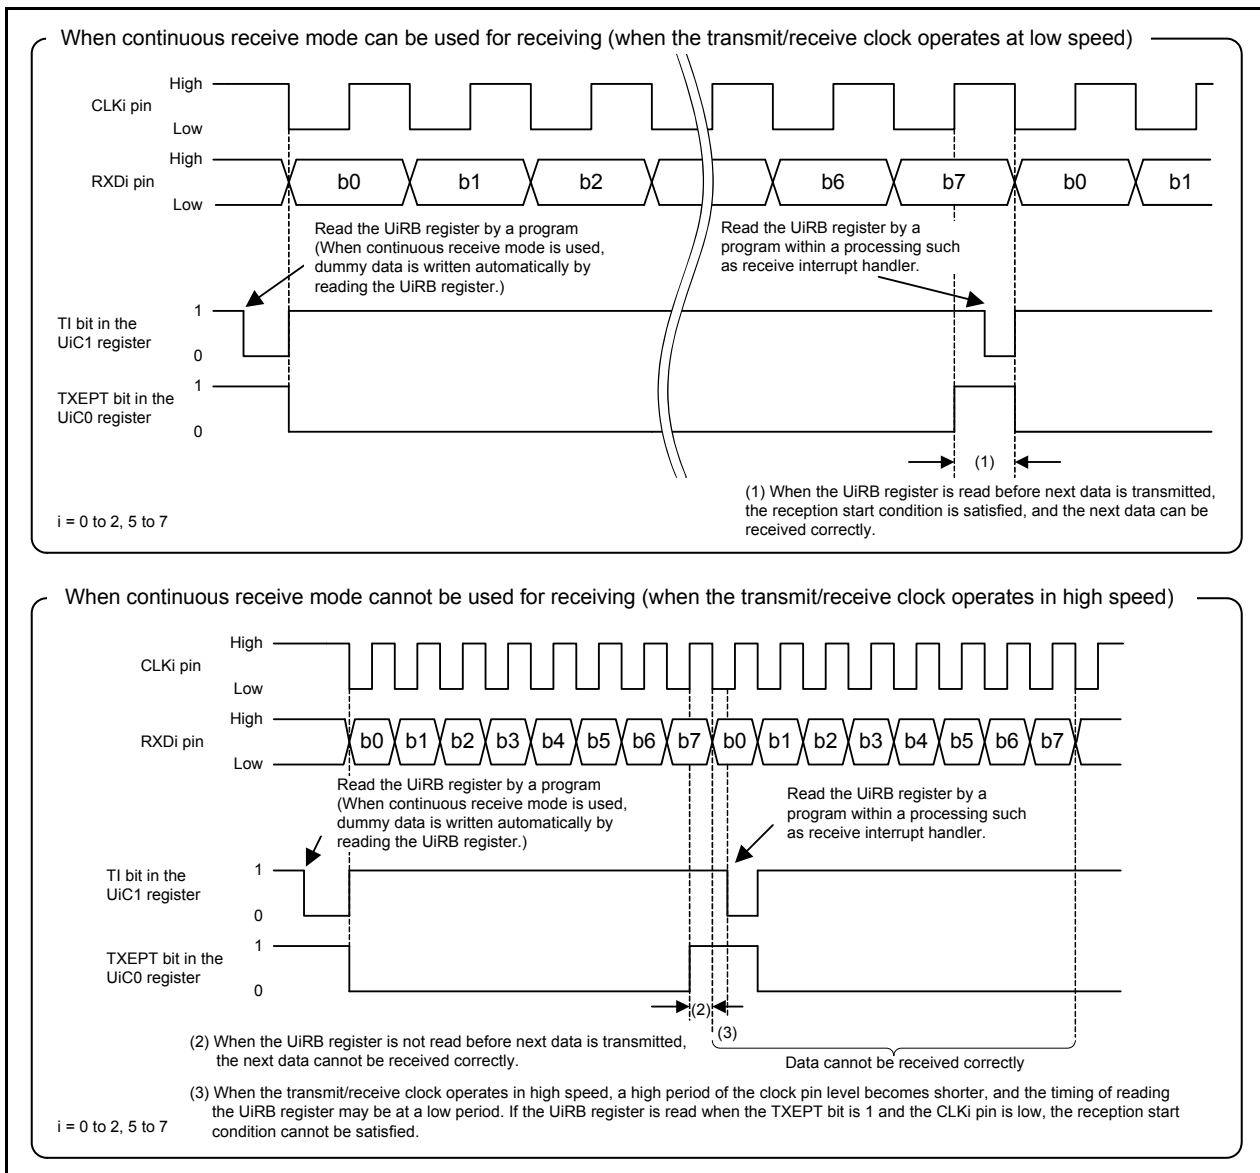 When continuous receive mode can be used for receiving (when the transmit/receive clock operates at low speed)
High
CLKi pin
Low
High
RXDi pin
b0 b1 b2 b6 b7 b0 b1
Low
Read the UiRB register by a program
(When continuous receive mode is used,
dummy data is written automatically by
reading the UiRB register.)
Read the UiRB register by a
program within a processing such
as receive interrupt handler.
1
TI bit in the
UiC1 register
0
1
TXEPT bit in the
UiC0 register
0
(1)
(1) When the UiRB register is read before next data is transmitted,
the reception start condition is satisfied, and the next data can be
received correctly.
i = 0 to 2, 5 to 7
When continuous receive mode cannot be used for receiving (when the transmit/receive clock operates in high speed)
High
CLKi pin
Low
High
RXDi pin
b0 b1 b2 b3 b4 b5 b6 b7 b0 b1 b2 b3 b4 b5 b6 b7
Low
Read the UiRB register by a program
(When continuous receive mode is used,
dummy data is written automatically by
reading the UiRB register.)
Read the UiRB register by a
program within a processing such
as receive interrupt handler.
1
TI bit in the
UiC1 register
0
1
TXEPT bit in the
UiC0 register
0
(2)
(3)
Data cannot be received correctly
(2) When the UiRB register is not read before next data is transmitted,
the next data cannot be received correctly.
(3) When the transmit/receive clock operates in high speed, a high period of the clock pin level becomes shorter, and the timing of reading
the UiRB register may be at a low period. If the UiRB register is read when the TXEPT bit is 1 and the CLKi pin is low, the reception start
condition cannot be satisfied.
i = 0 to 2, 5 to 7